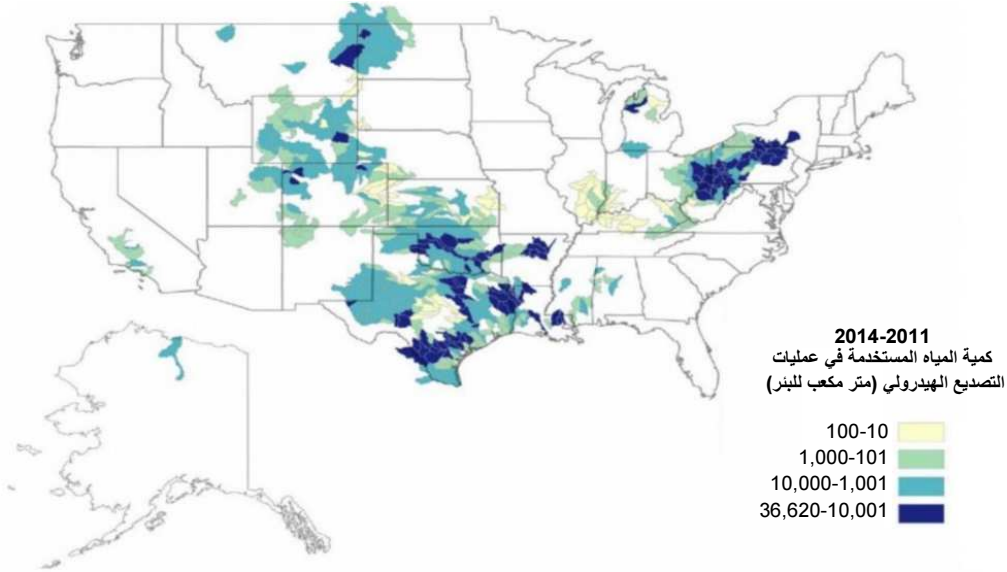 2014-2011
كمية المياه المستخدمة في عمليات
التصديع الهيدرولي (متر مكعب للبئر)
100-10
1,000-101
10,000-1,001
36,620-10,001